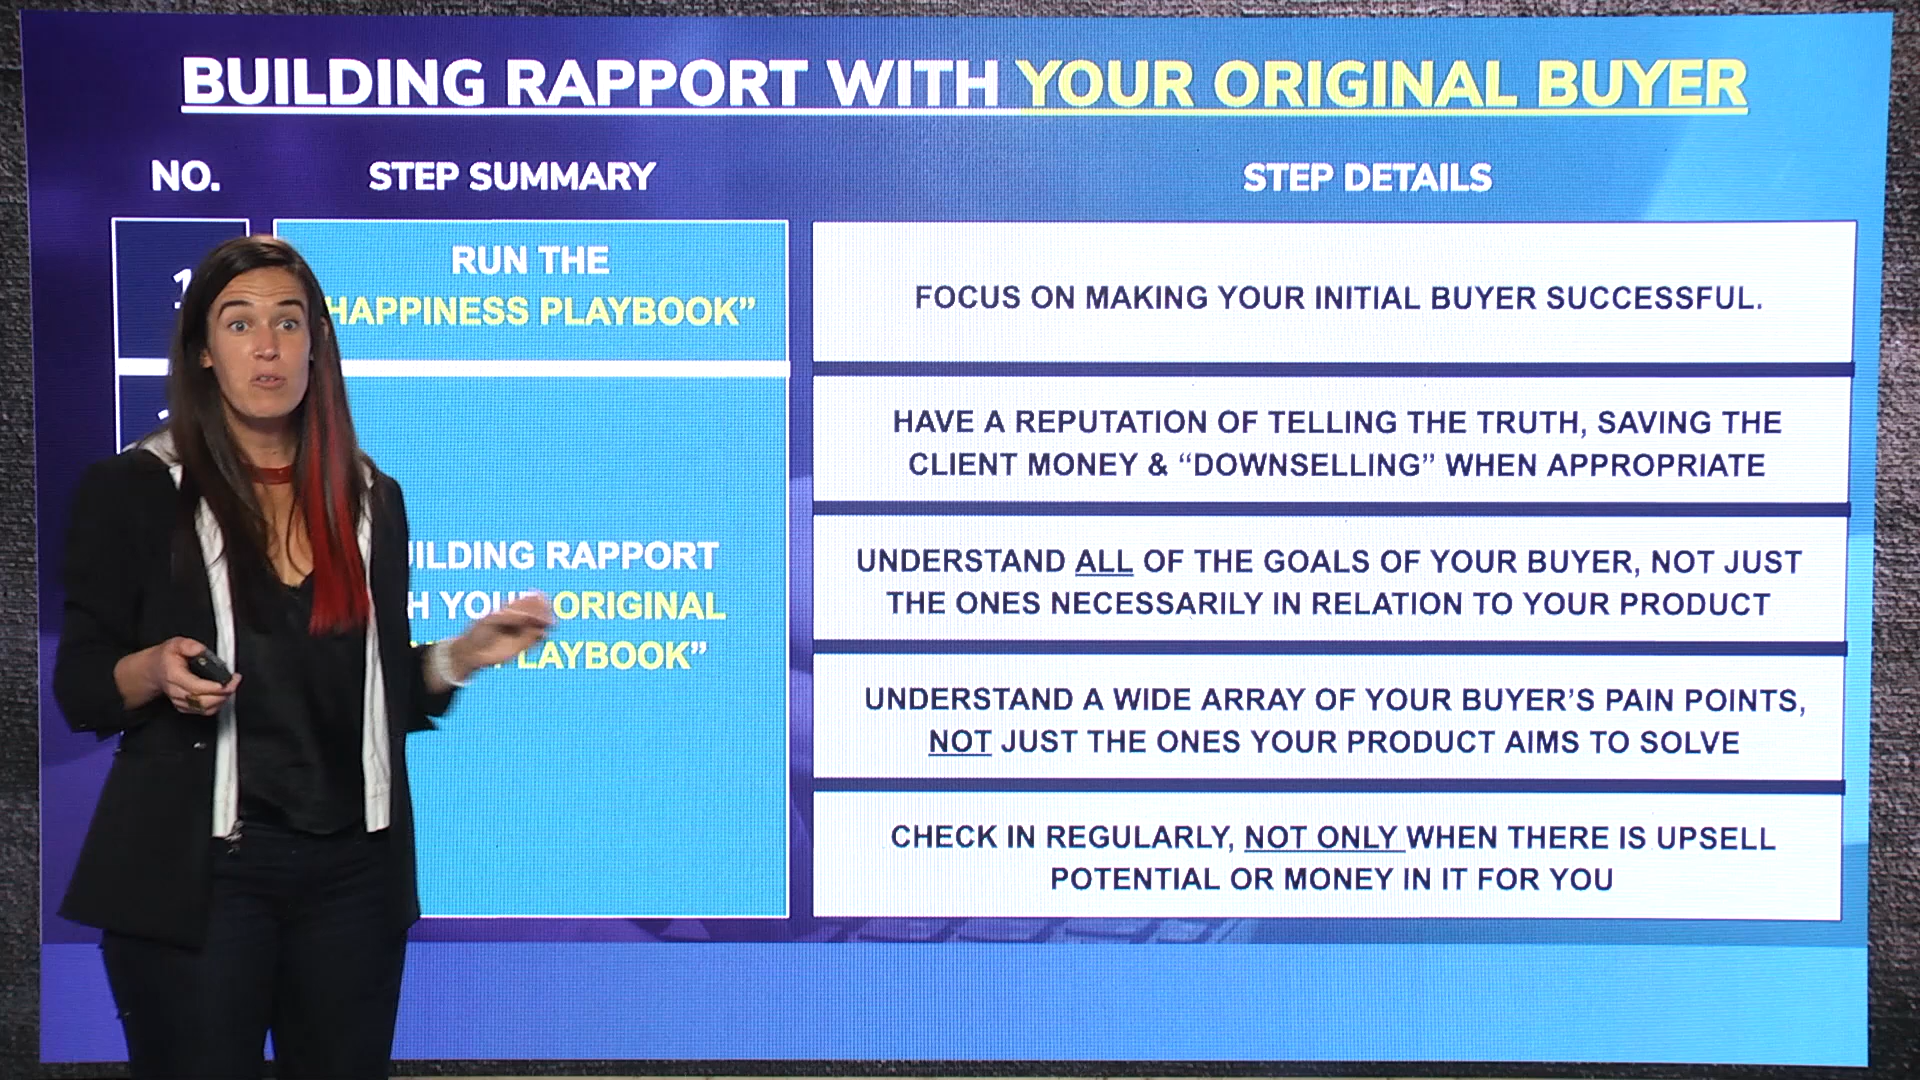 BUILDING RAPPORT WITH YOUR ORIGINAL BUYER
NO. STEP SUMMARY STEP DETAILS
1
RUN THE
HAPPINESS PLAYBOOK”
FOCUS ON MAKING YOUR INITIAL BUYER SUCCESSFUL.
ILDING RAPPORT
H YOUR ORIGINAL
LAYBOOK”
HAVE A REPUTATION OF TELLING THE TRUTH, SAVING THE
CLIENT MONEY & “DOWNSELLING” WHEN APPROPRIATE
UNDERSTAND ALL OF THE GOALS OF YOUR BUYER, NOT JUST
THE ONES NECESSARILY IN RELATION TO YOUR PRODUCT
UNDERSTAND A WIDE ARRAY OF YOUR BUYER’S PAIN POINTS,
NOT JUST THE ONES YOUR PRODUCT AIMS TO SOLVE
CHECK IN REGULARLY, NOT ONLY WHEN THERE IS UPSELL
POTENTIAL OR MONEY IN IT FOR YOU